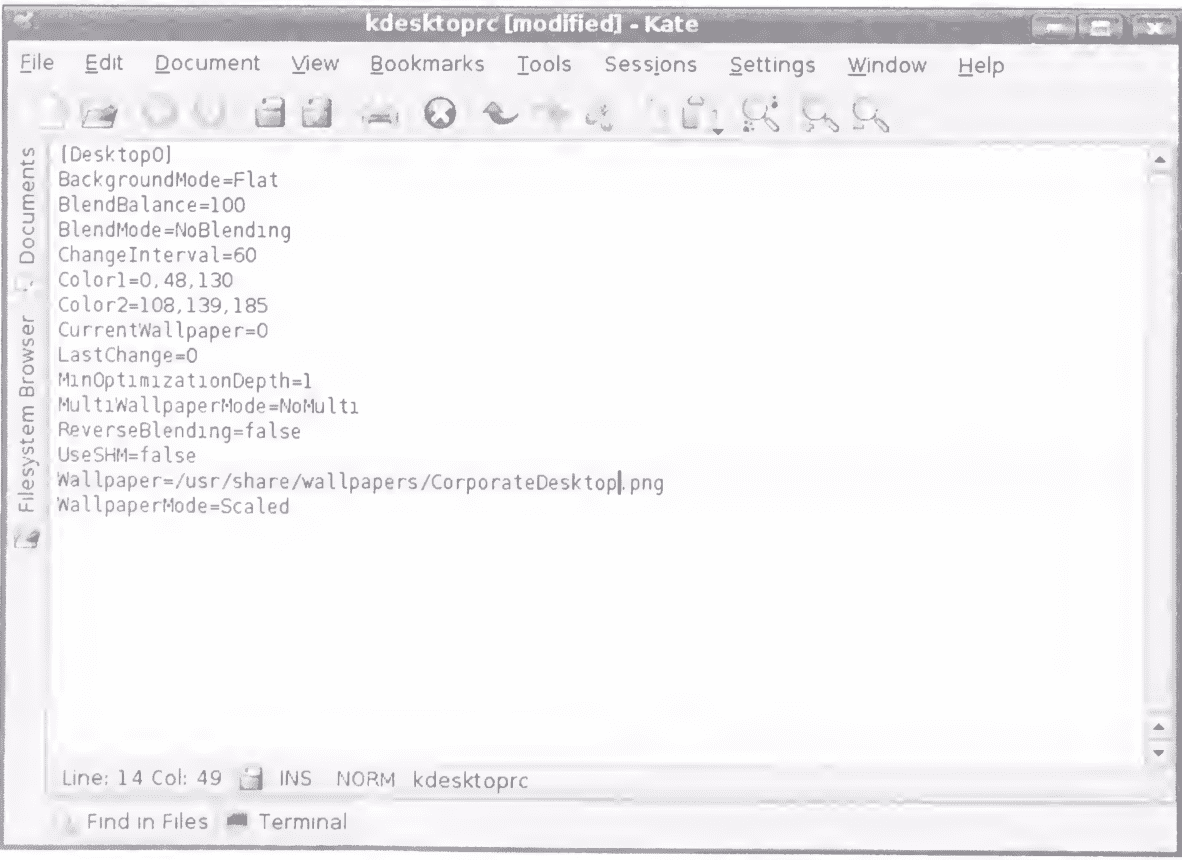 kdesktoprc [modified] - Kate
File Edit Document View Bookmarks Tools Sessions Settings Window Help
Documents
Filesystem Browser
[Desktop0]
BackgroundMode=Flat
BlendBalance=100
BlendMode=NoBlending
ChangeInterval=60
Color1=0,48,130
Color2=108,139,185
CurrentWallpaper=0
LastChange=0
MinOptimizationDepth=1
MultiWallpaperMode=NoMulti
ReverseBlending=false
UseSHM=false
Wallpaper=/usr/share/wallpapers/CorporateDesktop.png
WallpaperMode=Scaled
Line: 14 Col: 49 INS NORM kdesktoprc
Find in Files Terminal